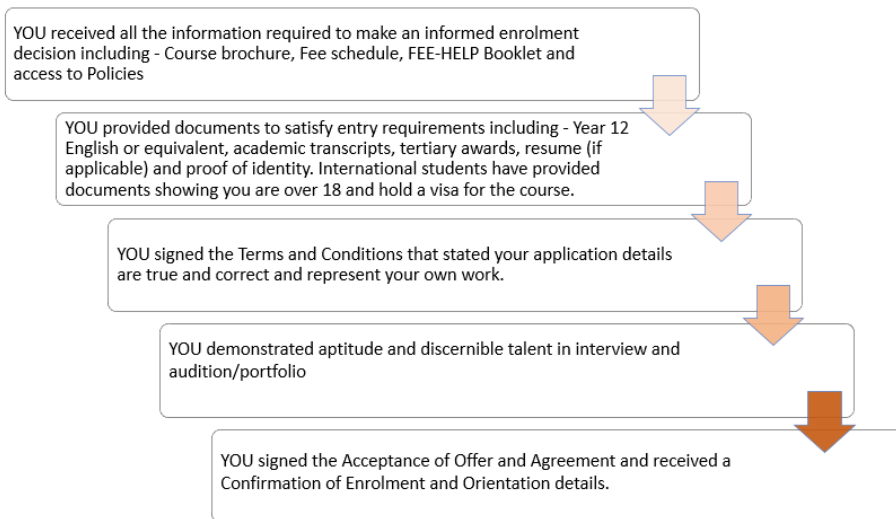 YOU received all the information required to make an informed enrolment
decision including - Course brochure, Fee schedule, FEE-HELP Booklet and
access to Policies
YOU provided documents to satisfy entry requirements including - Year 12
English or equivalent, academic transcripts, tertiary awards, resume (if
applicable) and proof of identity. International students have provided
documents showing you are over 18 and hold a visa for the course.
YOU signed the Terms and Conditions that stated your application details
are true and correct and represent your own work.
YOU demonstrated aptitude and discernible talent in interview and
audition/portfolio
YOU signed the Acceptance of Offer and Agreement and received a
Confirmation of Enrolment and Orientation details.